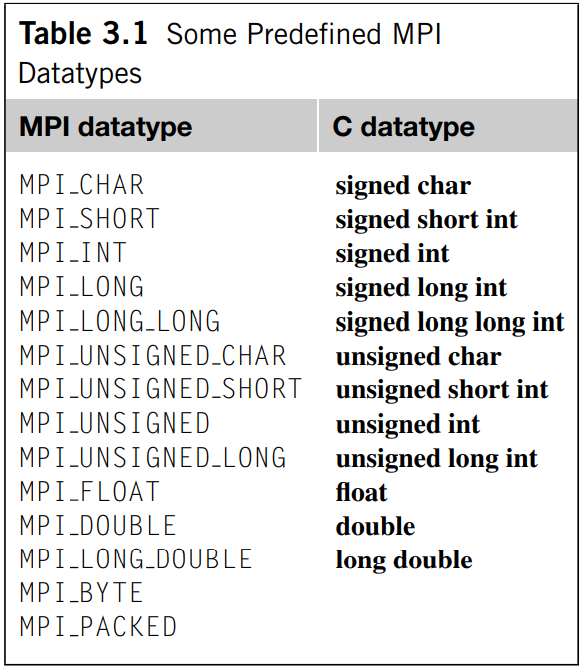 Table 3.1 Some Predefined MPI
Datatypes
MPI datatype C datatype
MPI_CHAR signed char
MPI_SHORT signed short int
MPI_INT signed int
MPI_LONG signed long int
MPI_LONG_LONG signed long long int
MPI_UNSIGNED_CHAR unsigned char
MPI_UNSIGNED_SHORT unsigned short int
MPI_UNSIGNED unsigned int
MPI_UNSIGNED_LONG unsigned long int
MPI_FLOAT float
MPI_DOUBLE double
MPI_LONG_DOUBLE long double
MPI_BYTE
MPI_PACKED